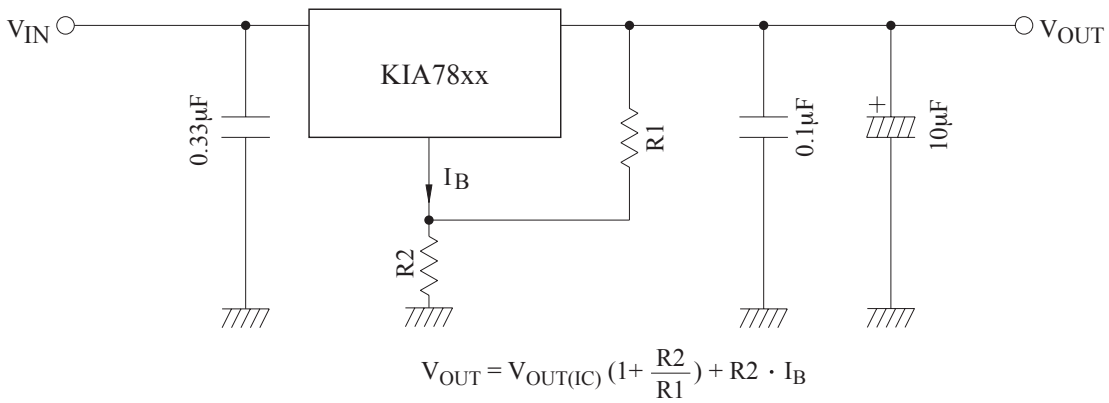 VIN
KIA78xx
VOUT
0.33µF
IB
R1
R2
0.1µF
+
10µF
VOUT = VOUT(IC) (1+ R2/R1) + R2 · IB